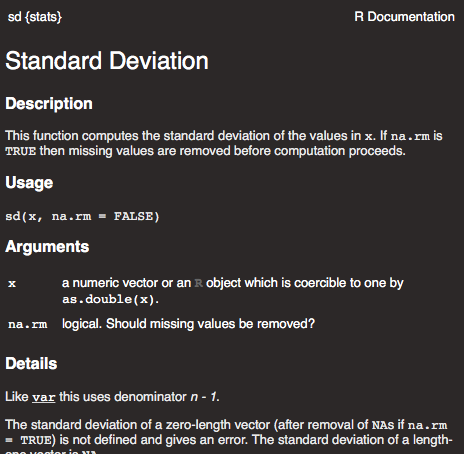 sd {stats} R Documentation
Standard Deviation
Description
This function computes the standard deviation of the values in x. If na.rm is
TRUE then missing values are removed before computation proceeds.
Usage
sd(x, na.rm = FALSE)
Arguments
x a numeric vector or an R object which is coercible to one by
as.double(x).
na.rm logical. Should missing values be removed?
Details
Like var this uses denominator n - 1.
The standard deviation of a zero-length vector (after removal of NAs if na.rm
= TRUE) is not defined and gives an error. The standard deviation of a length-
one vector is NA.